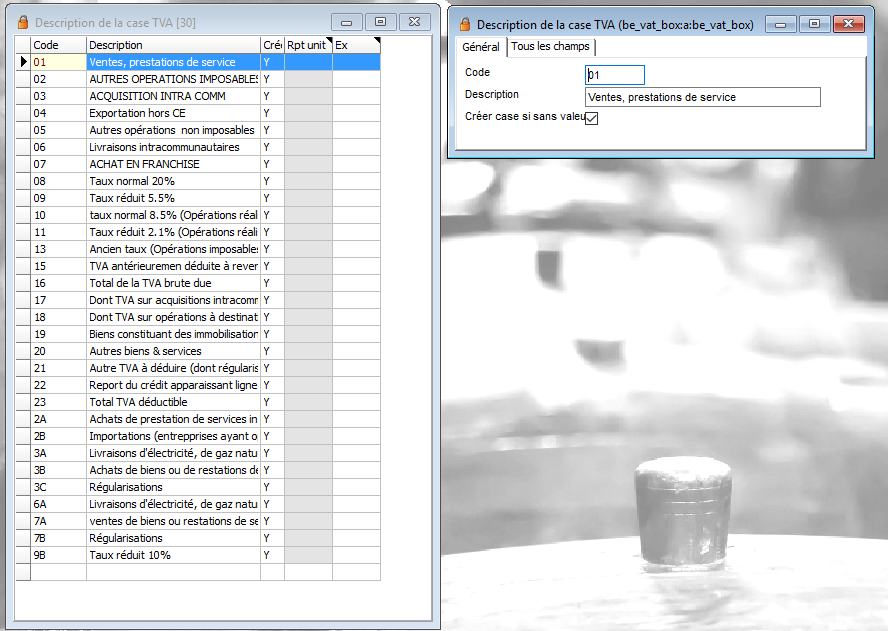 Description de la case TVA [30]
Code Description Cré Rpt unit Ex
01 Ventes, prestations de service Y
02 AUTRES OPERATIONS IMPOSABLES Y
03 ACQUISITION INTRA COMM Y
04 Exportation hors CE Y
05 Autres opérations non imposables Y
06 Livraisons intracommunautaires Y
07 ACHAT EN FRANCHISE Y
08 Taux normal 20% Y
09 Taux réduit 5.5% Y
10 taux normal 8.5% (Opérations réal Y
11 Taux réduit 2.1% (Opérations réali Y
13 Ancien taux (Opérations imposable: Y
15 TVA antérieuremen déduite à rever Y
16 Total de la TVA brute due Y
17 Dont TVA sur acquisitions intracomr Y
18 Dont TVA sur opérations à destinat Y
19 Biens constituant des immobilisation Y
20 Autres biens & services Y
21 Autre TVA à déduire (dont régularis Y
22 Report du crédit apparaissant ligne Y
23 Total TVA déductible Y
2A Achats de prestation de services in Y
2B Importations (entrepprises ayant o Y
3A Livraisons d'électricité, de gaz natu Y
3B Achats de biens ou de restations de Y
3C Régularisations Y
6A Livraisons d'électricité, de gaz natu Y
7A ventes de biens ou restations de se Y
7B Régularisations Y
9B Taux réduit 10% Y
Description de la case TVA (be_vat_box:a:be_vat_box)
Général Tous les champs
Code 01
Description Ventes, prestations de service
Créer case si sans valeu